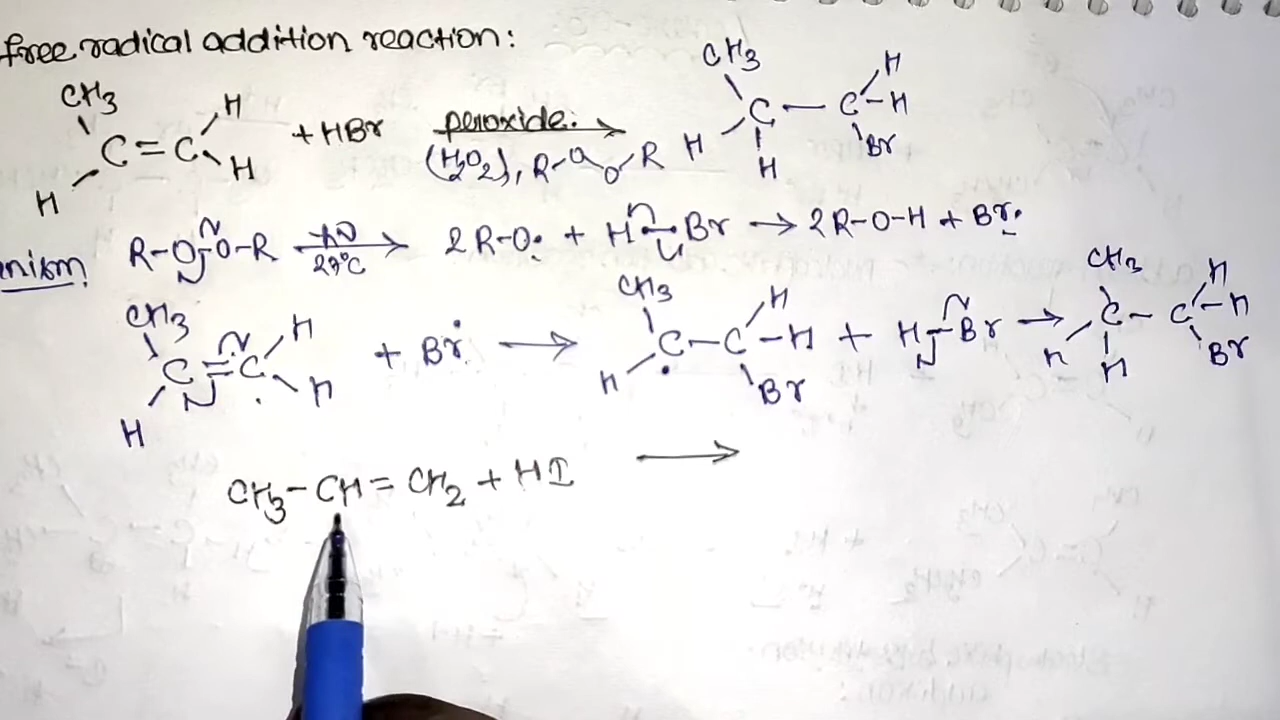 free radical addition reaction:
CH3 H C=C H H + HBr peroxide. (H2O2), R-O-O-R CH3 H C — C-H H H Br
nism R-O-O-R hν 27°C 2R-O• + H-Br → 2R-O-H + Br•
CH3 H C=C H H + Br• → CH3 H C•-C-H H Br + H-Br → CH3 H C-C-H H H Br
CH3-CH=CH2 + HI →